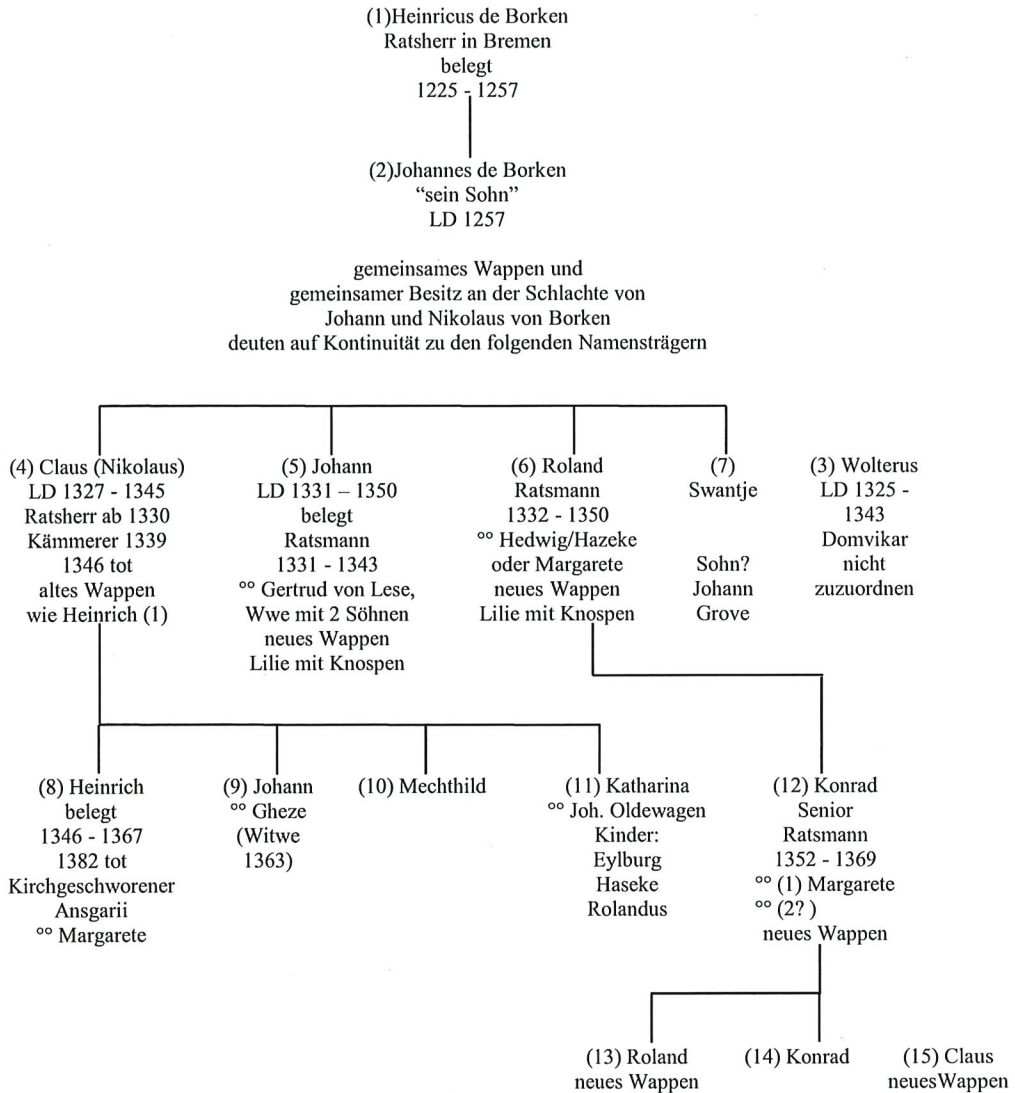 (1)Heinricus de Borken
Ratsherr in Bremen
belegt
1225 - 1257
(2)Johannes de Borken
“sein Sohn”
LD 1257
gemeinsames Wappen und
gemeinsamer Besitz an der Schlachte von
Johann und Nikolaus von Borken
deuten auf Kontinuität zu den folgenden Namensträgern
(4) Claus (Nikolaus)
LD 1327 - 1345
Ratsherr ab 1330
Kämmerer 1339
1346 tot
altes Wappen
wie Heinrich (1)
(5) Johann
LD 1331 – 1350
belegt
Ratsmann
1331 - 1343
°° Gertrud von Lese,
Wwe mit 2 Söhnen
neues Wappen
Lilie mit Knospen
(6) Roland
Ratsmann
1332 - 1350
°° Hedwig/Hazeke
oder Margarete
neues Wappen
Lilie mit Knospen
(7)
Swantje
Sohn?
Johann
Grove
(3) Wolterus
LD 1325 -
1343
Domvikar
nicht
zuzuordnen
(8) Heinrich
belegt
1346 - 1367
1382 tot
Kirchgeschworener
Ansgarii
°° Margarete
(9) Johann
°° Gheze
(Witwe
1363)
(10) Mechthild
(11) Katharina
°° Joh. Oldewagen
Kinder:
Eylburg
Haseke
Rolandus
(12) Konrad
Senior
Ratsmann
1352 - 1369
°° (1) Margarete
°° (2? )
neues Wappen
(13) Roland
neues Wappen
(14) Konrad
(15) Claus
neuesWappen